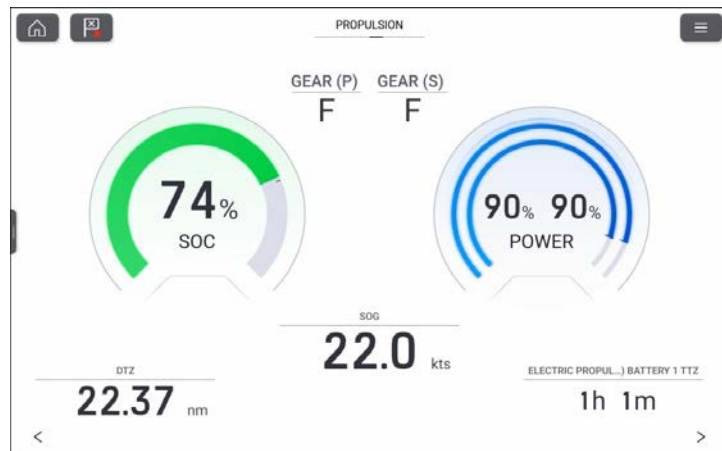 PROPULSION
GEAR (P) GEAR (S)
F F
74%
SOC
90% 90%
POWER
SOG
22.0 kts
DTZ
22.37 nm
ELECTRIC PROPUL...) BATTERY 1 TTZ
1h 1m